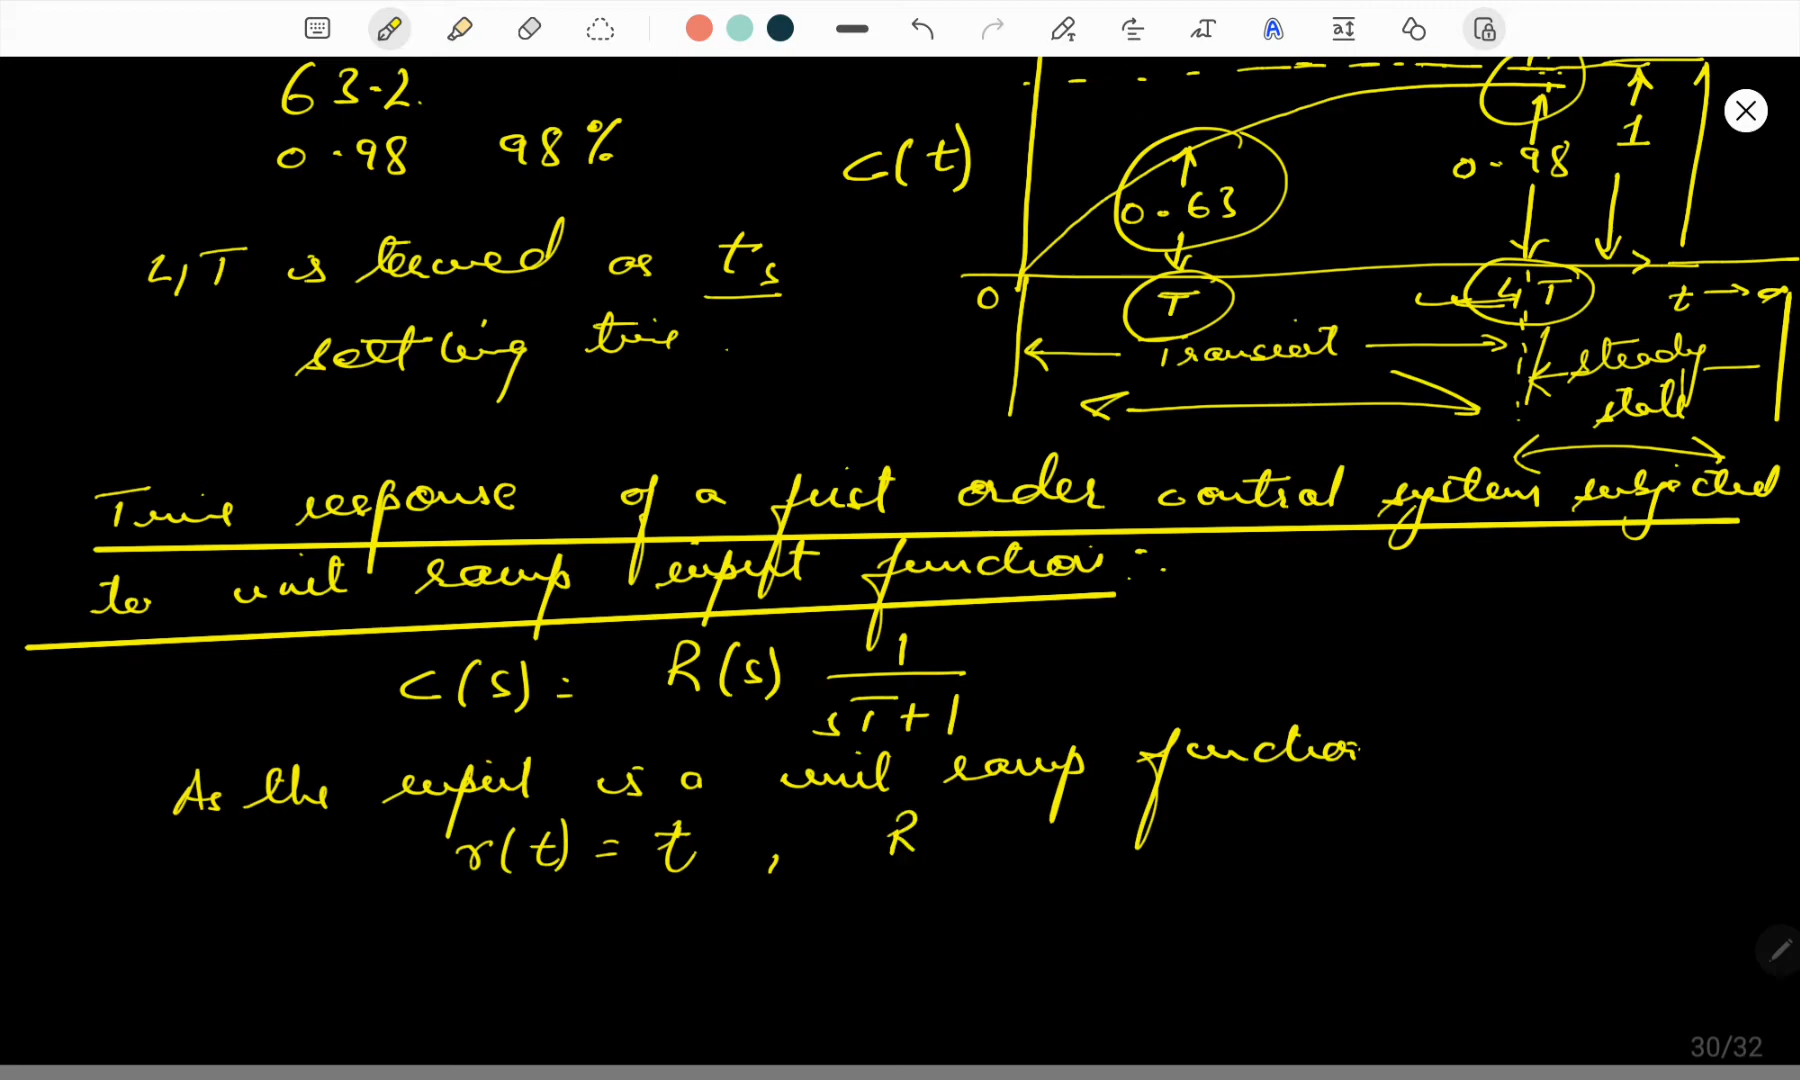 63.2
0.98 98%
4T is termed as ts
settling time.
c(t)
0.63
0.98
1
0
T
4T
t→∞
Transient
steady
state
Time response of a first order control system subjected
to unit ramp input function :-
C(s) = R(s) 1/(sT+1)
As the input is a unit ramp function
r(t) = t , R
30/32